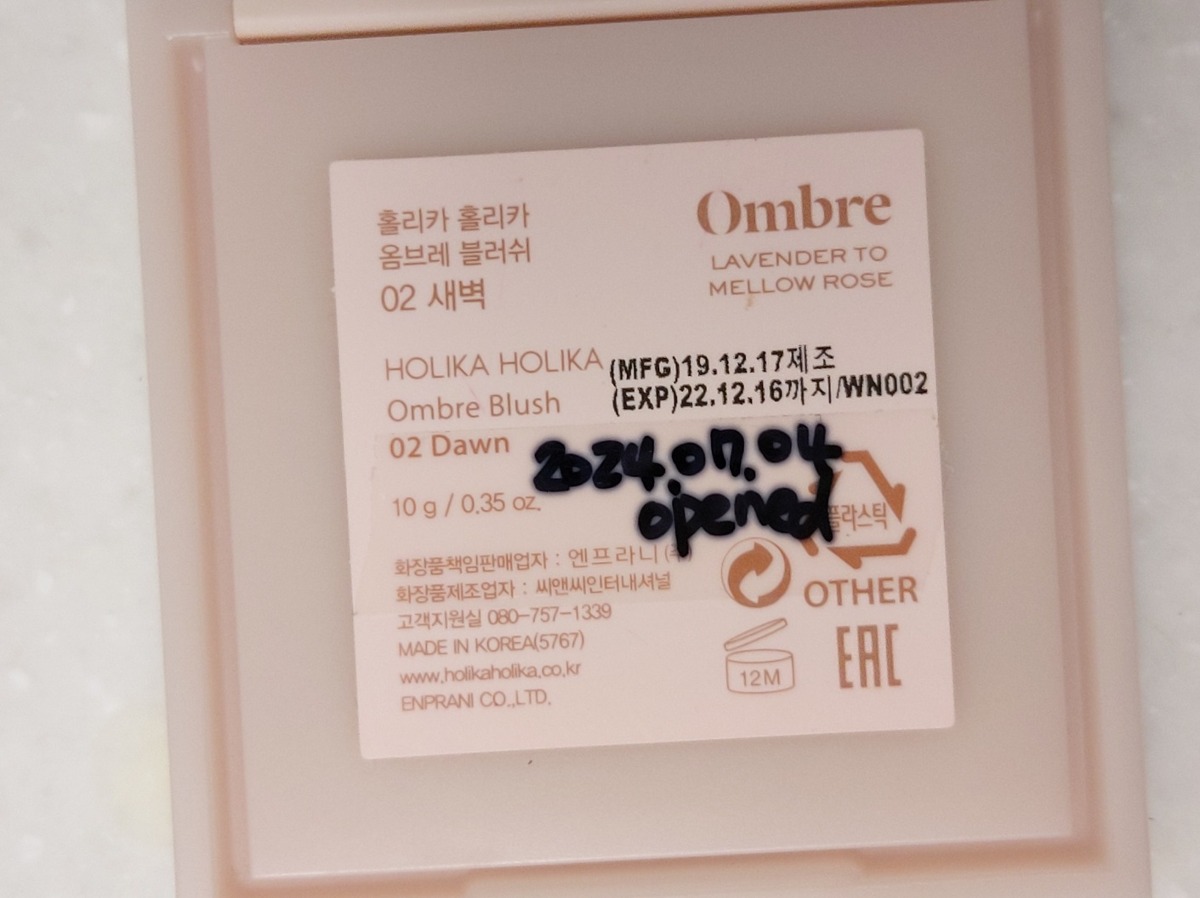 홀리카 홀리카
옴브레 블러쉬
02 새벽
Ombre
LAVENDER TO
MELLOW ROSE
HOLIKA HOLIKA
Ombre Blush
02 Dawn
(MFG)19.12.17제조
(EXP)22.12.16까지/WN002
2024.07.04
opened
10 g / 0.35 oz.
화장품책임판매업자 : 엔프라니 (주)
화장품제조업자 : 씨앤씨인터내셔널
고객지원실 080-757-1339
MADE IN KOREA(5767)
www.holikaholika.co.kr
ENPRANI CO.,LTD.
플라스틱
OTHER
12M
EAC